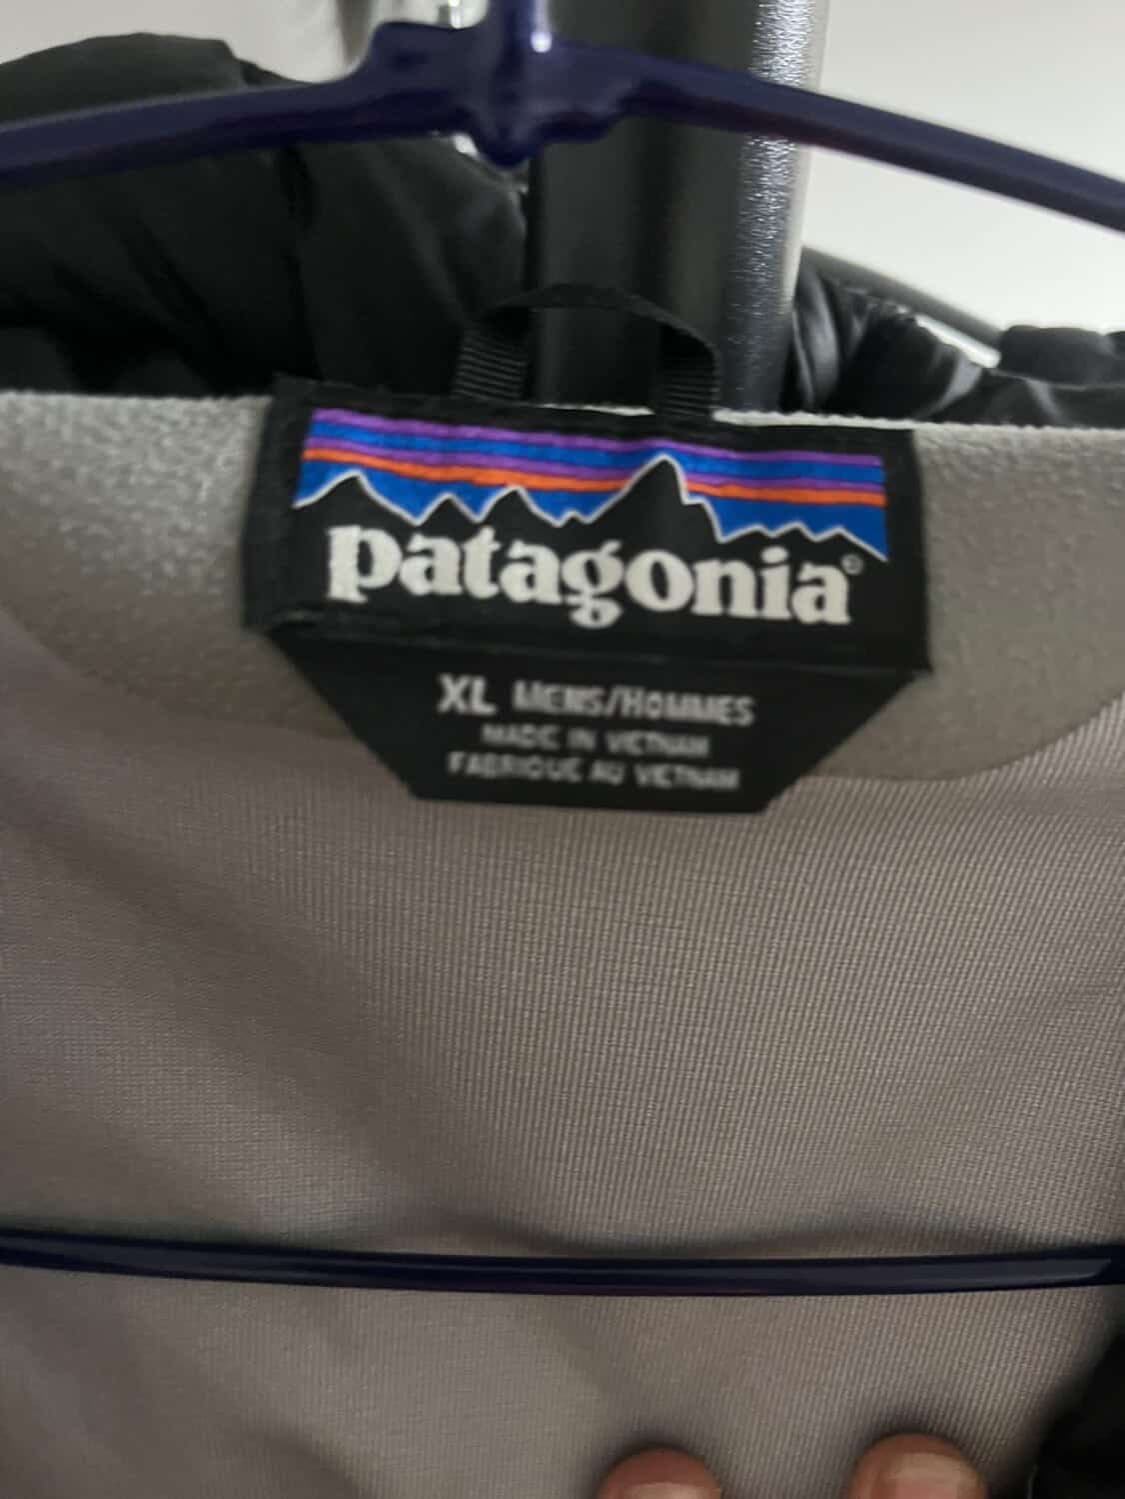 patagonia®
XL MENS/HOMMES
MADE IN VIETNAM
FABRIQUÉ AU VIETNAM